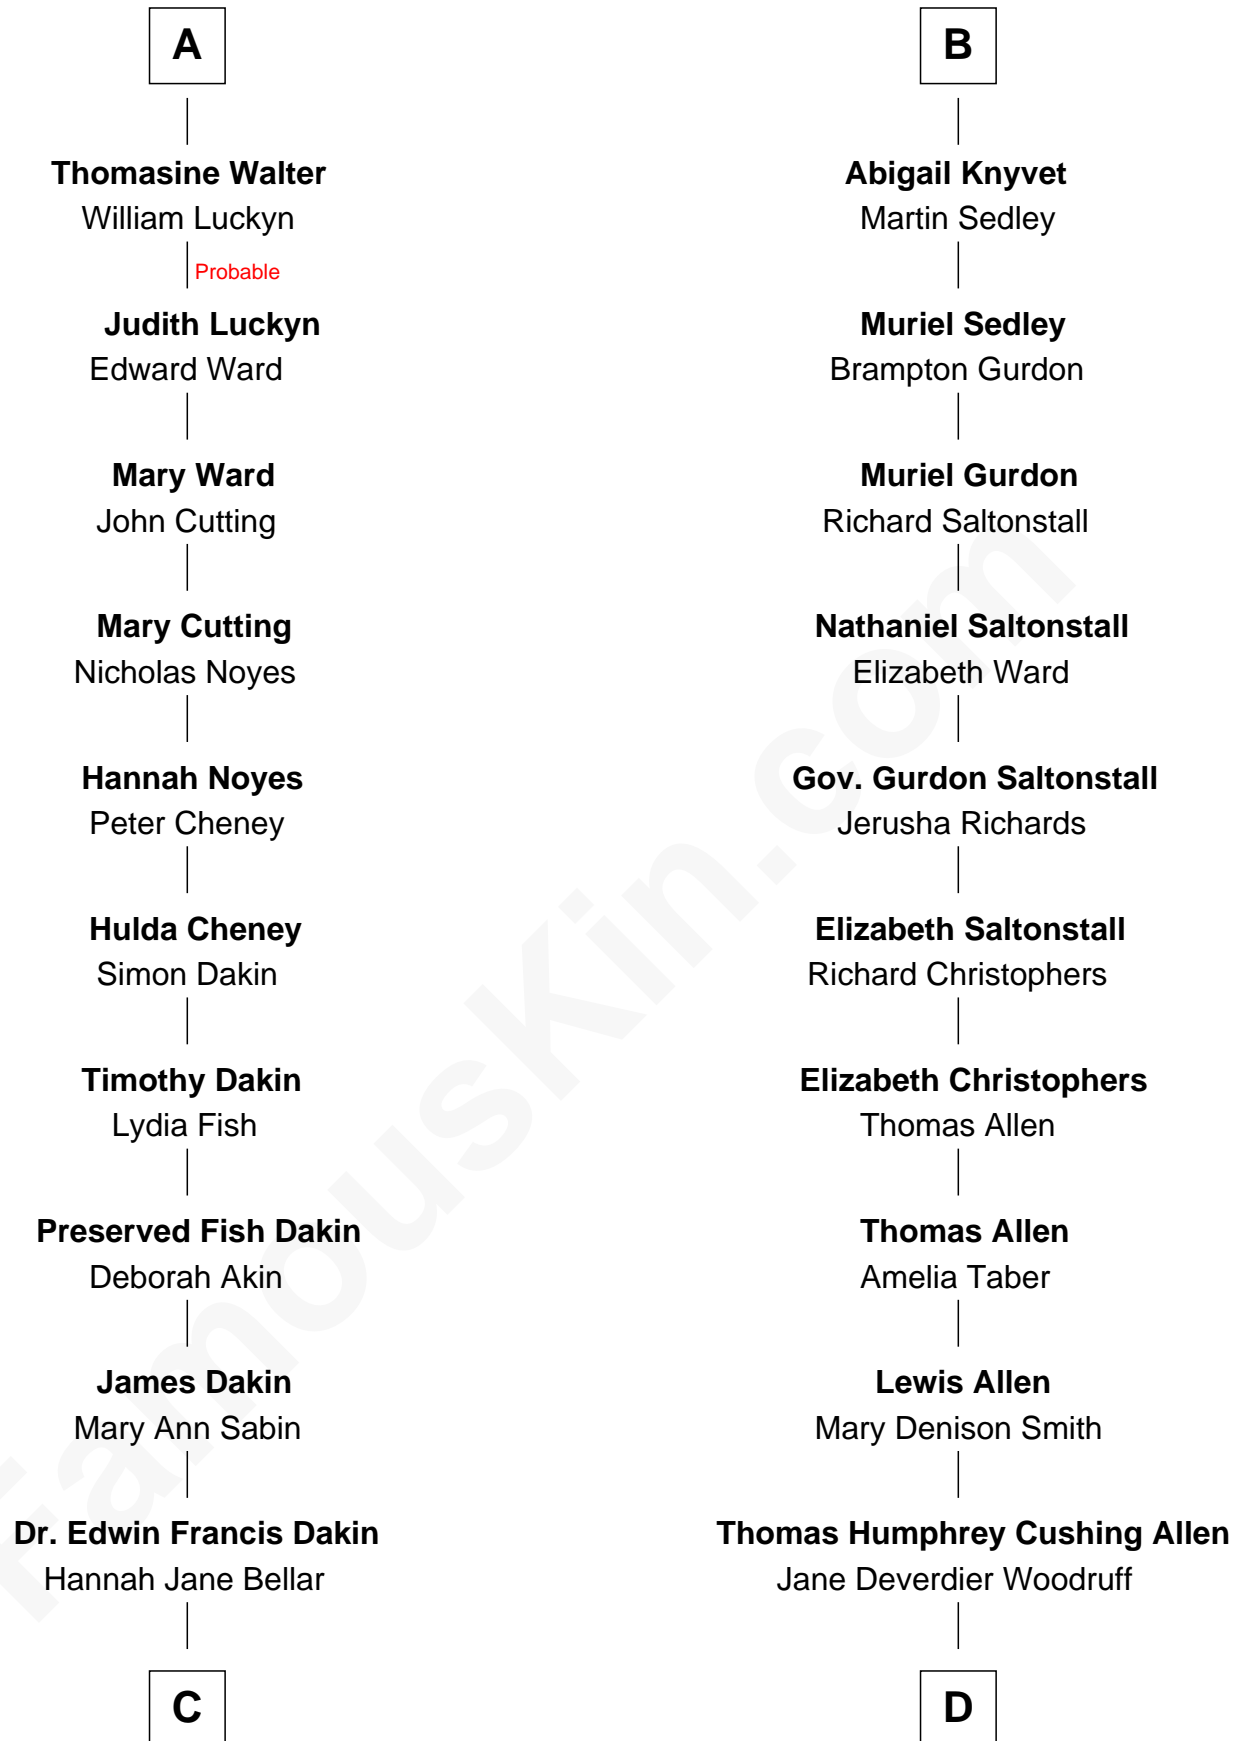 A
Thomasine Walter
William Luckyn
Probable
Judith Luckyn
Edward Ward
Mary Ward
John Cutting
Mary Cutting
Nicholas Noyes
Hannah Noyes
Peter Cheney
Hulda Cheney
Simon Dakin
Timothy Dakin
Lydia Fish
Preserved Fish Dakin
Deborah Akin
James Dakin
Mary Ann Sabin
Dr. Edwin Francis Dakin
Hannah Jane Bellar
C
B
Abigail Knyvet
Martin Sedley
Muriel Sedley
Brampton Gurdon
Muriel Gurdon
Richard Saltonstall
Nathaniel Saltonstall
Elizabeth Ward
Gov. Gurdon Saltonstall
Jerusha Richards
Elizabeth Saltonstall
Richard Christophers
Elizabeth Christophers
Thomas Allen
Thomas Allen
Amelia Taber
Lewis Allen
Mary Denison Smith
Thomas Humphrey Cushing Allen
Jane Deverdier Woodruff
D
FamousKin.com